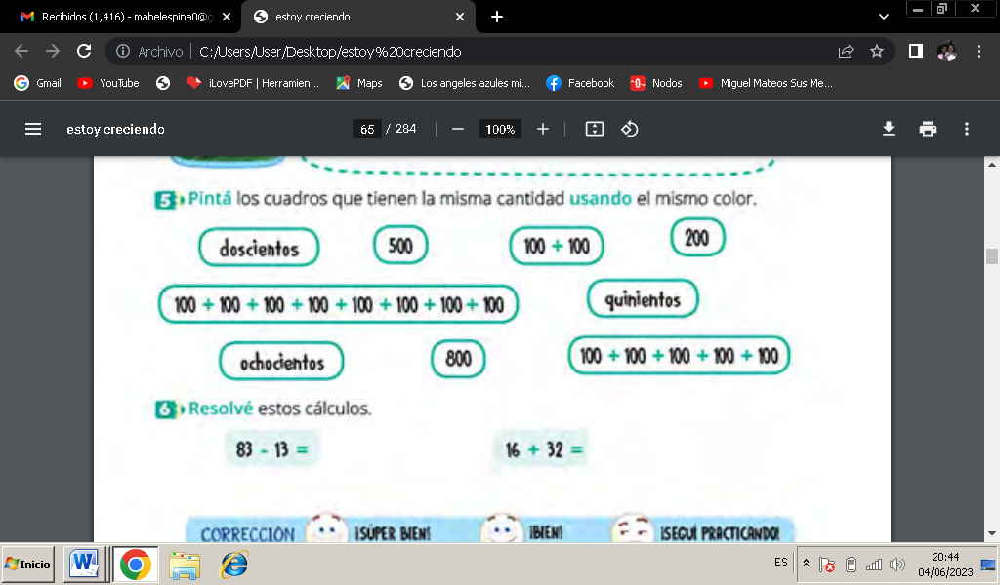 Recibidos (1,416) - mabelespina0@g
estoy creciendo
Archivo
C:/Users/User/Desktop/estoy%20creciendo
Gmail
YouTube
iLovePDF | Herramien...
Maps
Los angeles azules mi...
Facebook
Nodos
Miguel Mateos Sus Me...
estoy creciendo
65 / 284
100%
5 Pintá los cuadros que tienen la misma cantidad usando el mismo color.
doscientos
500
100 + 100
200
100 + 100 + 100 + 100 + 100 + 100 + 100 + 100
quinientos
ochocientos
800
100 + 100 + 100 + 100 + 100
6 Resolvé estos cálculos.
83 - 13 =
16 + 32 =
CORRECCIÓN
¡SÚPER BIEN!
¡BIEN!
¡SEGUÍ PRACTICANDO!
Inicio
ES
20:44
04/06/2023